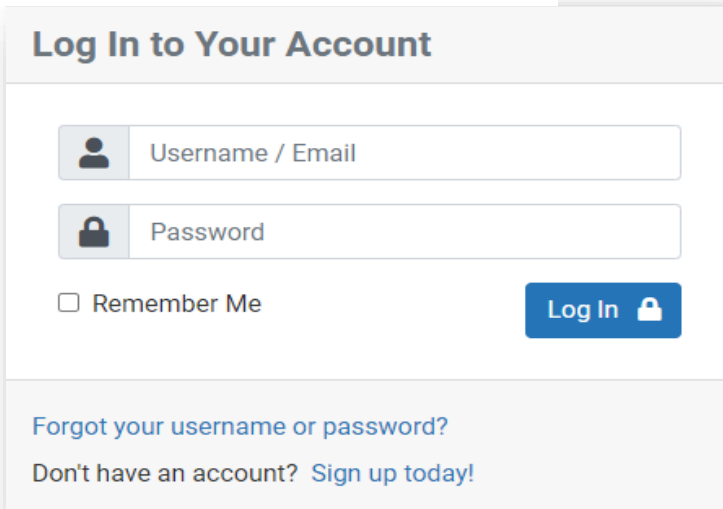 Log In to Your Account
Username / Email
Password
Remember Me
Log In
Forgot your username or password?
Don't have an account? Sign up today!